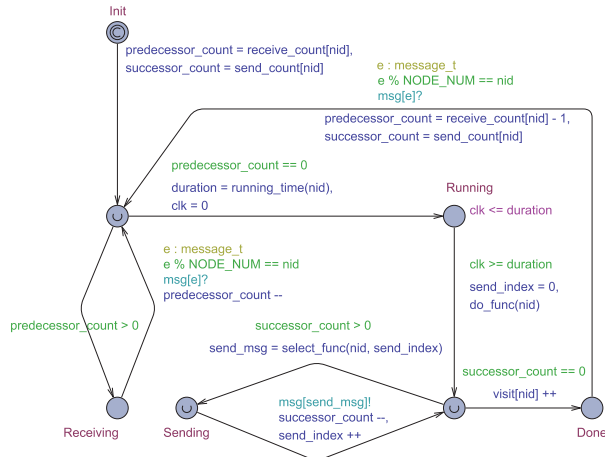 Init
predecessor_count = receive_count[nid],
successor_count = send_count[nid]
e : message_t
e % NODE_NUM == nid
msg[e]?
predecessor_count = receive_count[nid] - 1,
successor_count = send_count[nid]
predecessor_count == 0
duration = running_time(nid),
clk = 0
Running
clk <= duration
e : message_t
e % NODE_NUM == nid
msg[e]?
predecessor_count --
clk >= duration
send_index = 0,
do_func(nid)
predecessor_count > 0
successor_count > 0
send_msg = select_func(nid, send_index)
successor_count == 0
visit[nid] ++
msg[send_msg]!
successor_count --,
send_index ++
Receiving
Sending
Done